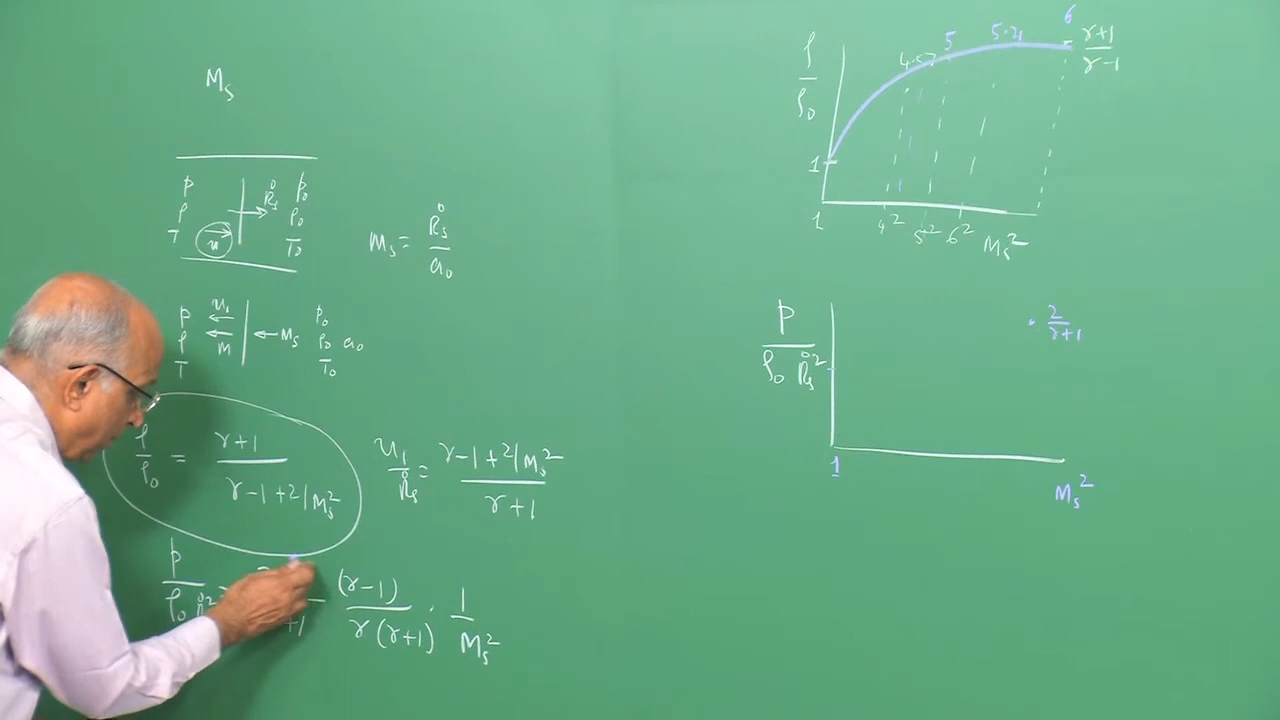 Mₛ
p
ρ
T
u
Ṙₛ
p₀
ρ₀
T₀
Mₛ = Ṙₛ / a₀
p
ρ
T
u₁
m
Mₛ
p₀
ρ₀ a₀
T₀
ρ/ρ₀ = (γ+1) / (γ-1+2/Mₛ²)
u₁/Ṙₛ = (γ-1+2/Mₛ²) / (γ+1)
p / (ρ₀ Ṙₛ²) =
+1
(γ-1) / γ(γ+1) · 1/Mₛ²
ρ/ρ₀
1
1
5
5.21
6
(γ+1)/(γ-1)
4² 5² 6² Mₛ²
p / (ρ₀ Ṙₛ²)
2/(γ+1)
1
Mₛ²